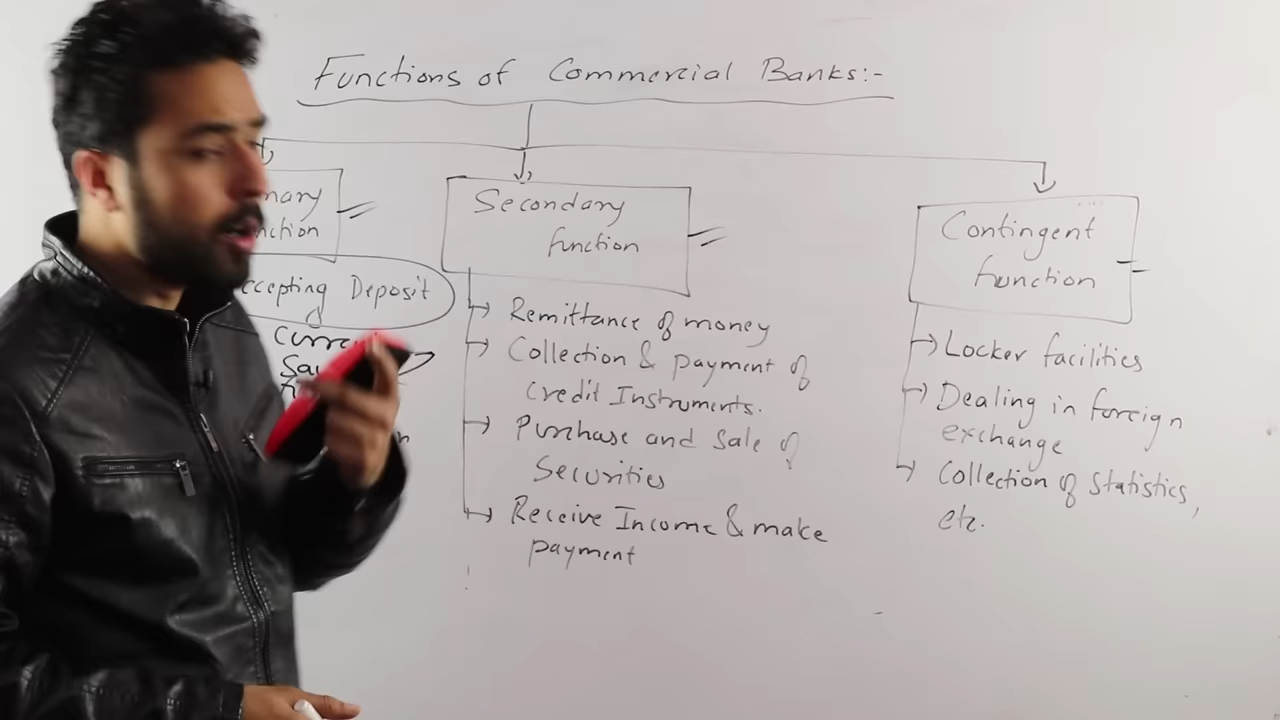 Functions of Commercial Banks:-
Accepting Deposit
Secondary
function
Remittance of money
Collection & payment of
Credit Instruments.
Purchase and Sale of
Securities
Receive Income & make
payment
Contingent
function
Locker facilities
Dealing in foreign
exchange
Collection of Statistics,
etc.